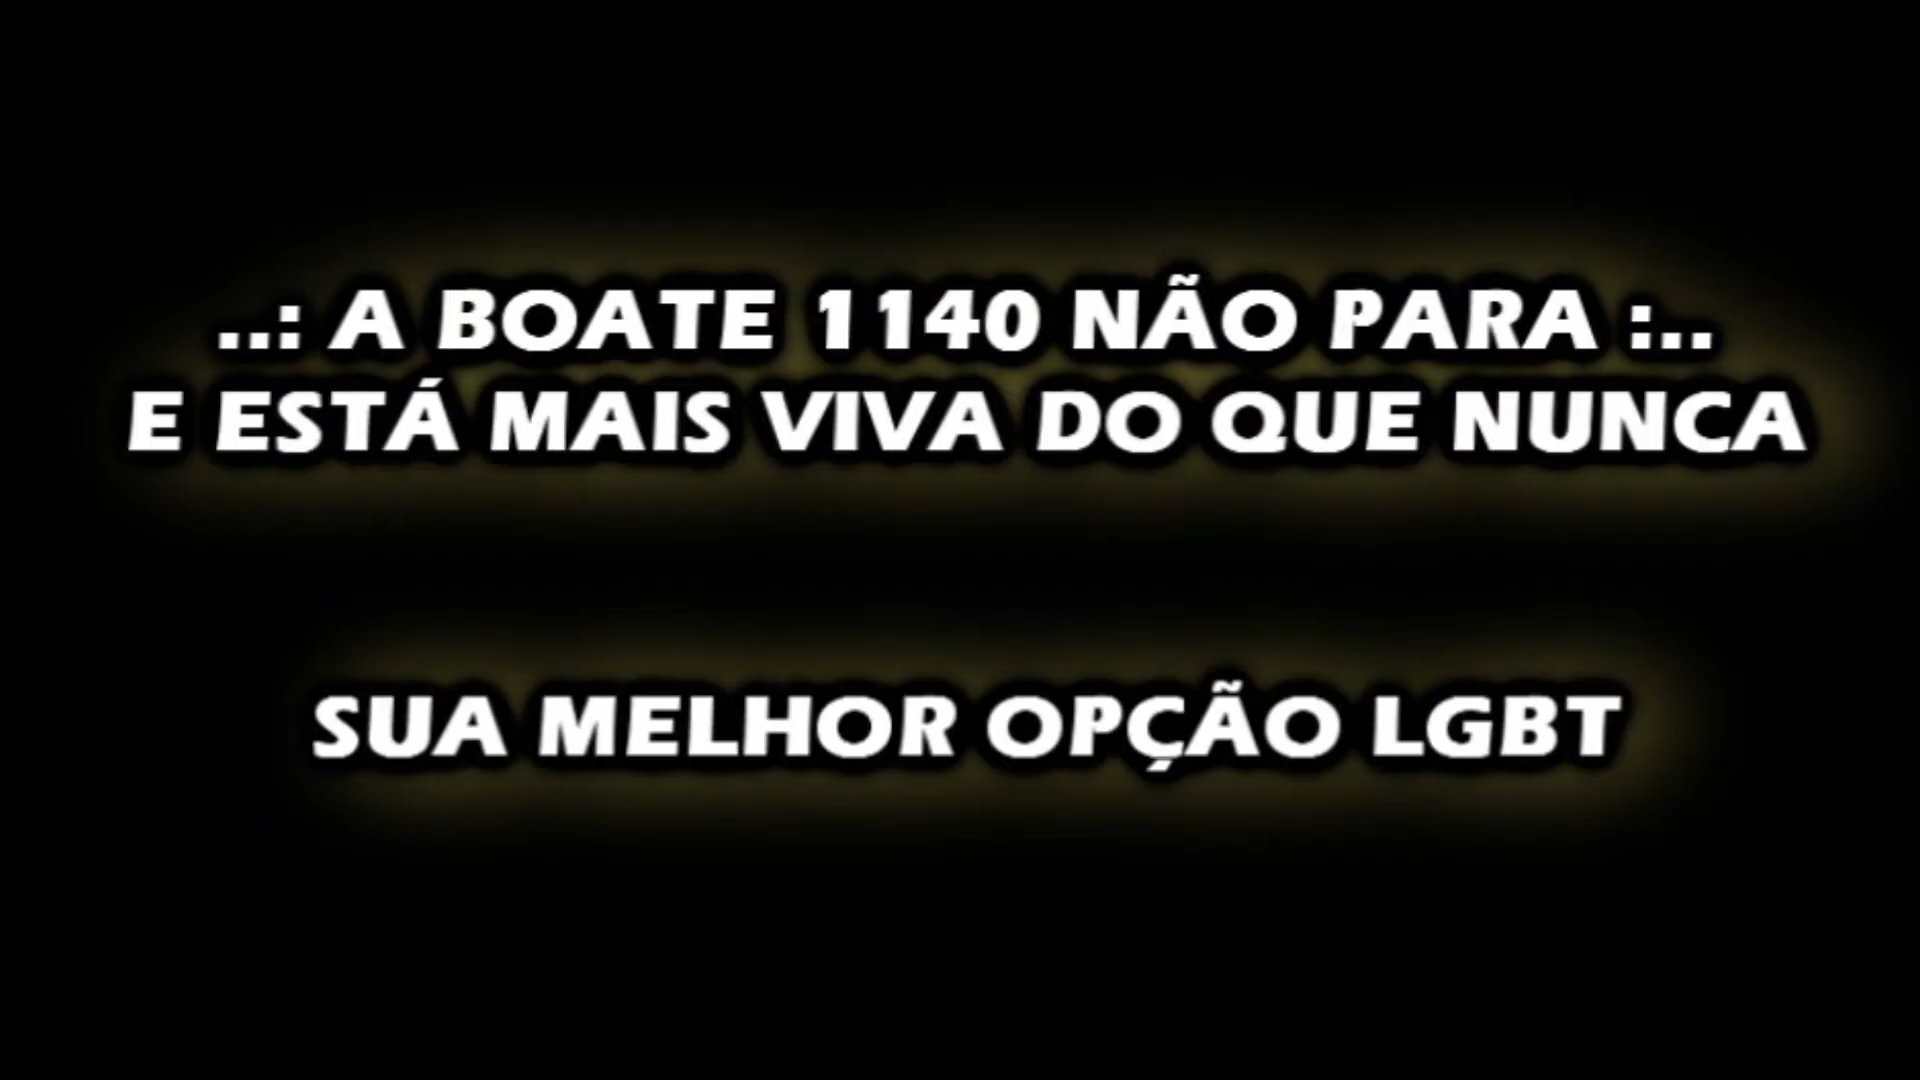 ..: A BOATE 1140 NÃO PARA :..
E ESTÁ MAIS VIVA DO QUE NUNCA
SUA MELHOR OPÇÃO LGBT